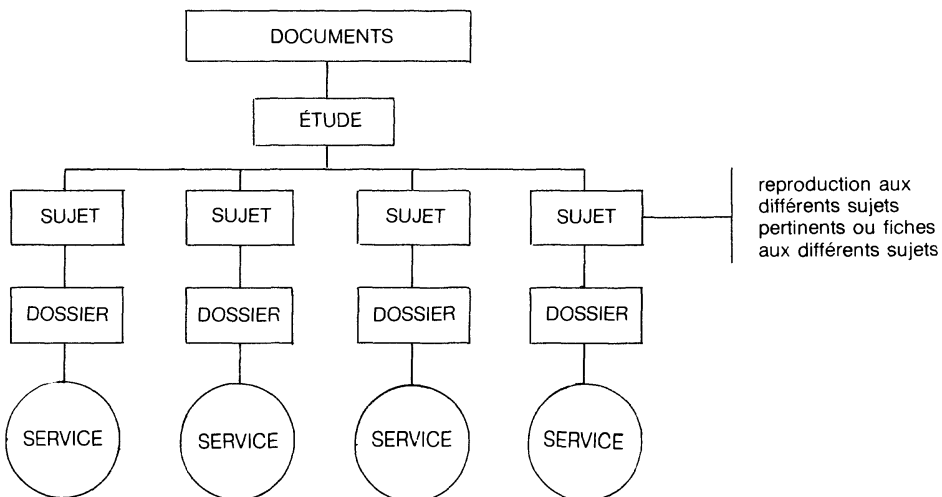 DOCUMENTS
ÉTUDE
SUJET
SUJET
SUJET
SUJET
reproduction aux
différents sujets
pertinents ou fiches
aux différents sujets
DOSSIER
DOSSIER
DOSSIER
DOSSIER
SERVICE
SERVICE
SERVICE
SERVICE